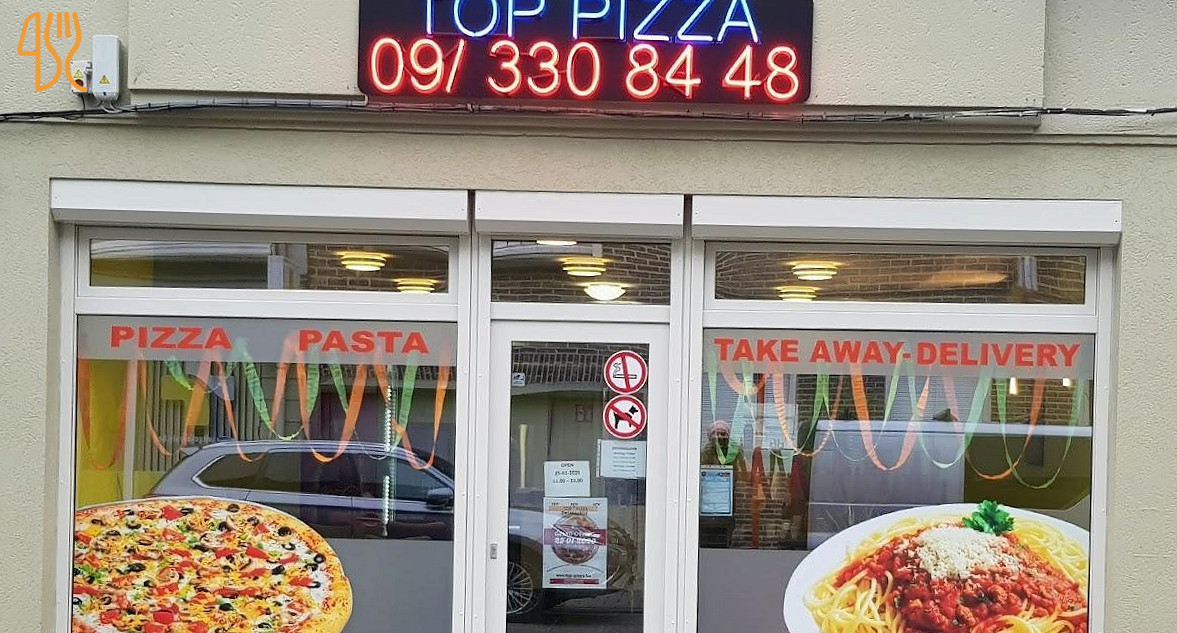 TOP PIZZA
09/ 330 84 48
PIZZA PASTA
TAKE AWAY-DELIVERY
OPEN